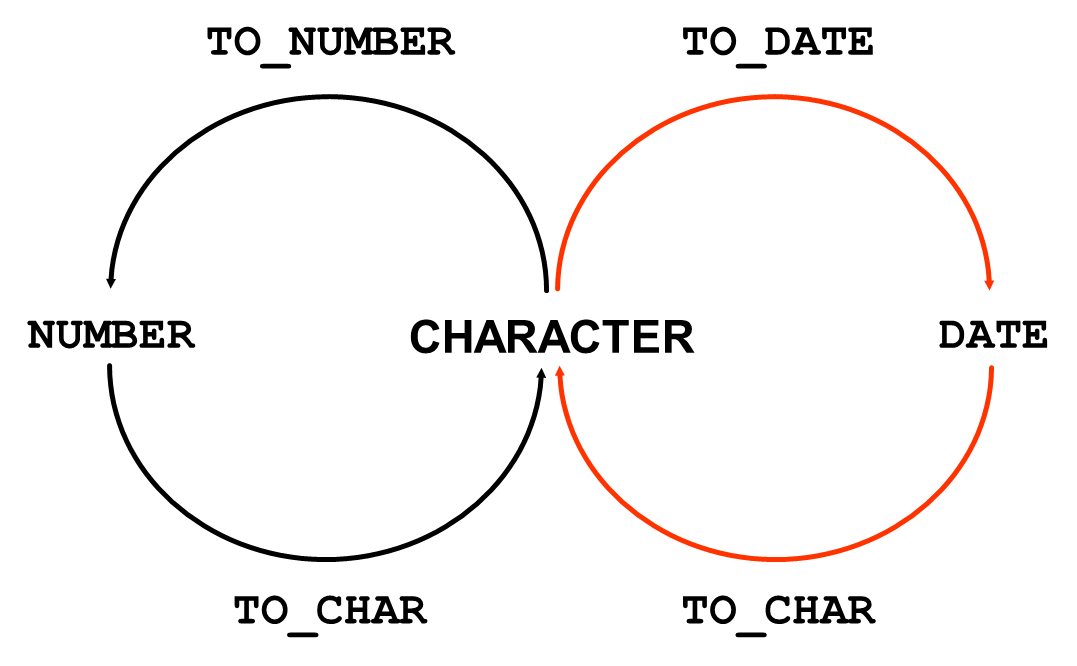 TO_NUMBER TO_DATE
NUMBER CHARACTER DATE
TO_CHAR TO_CHAR